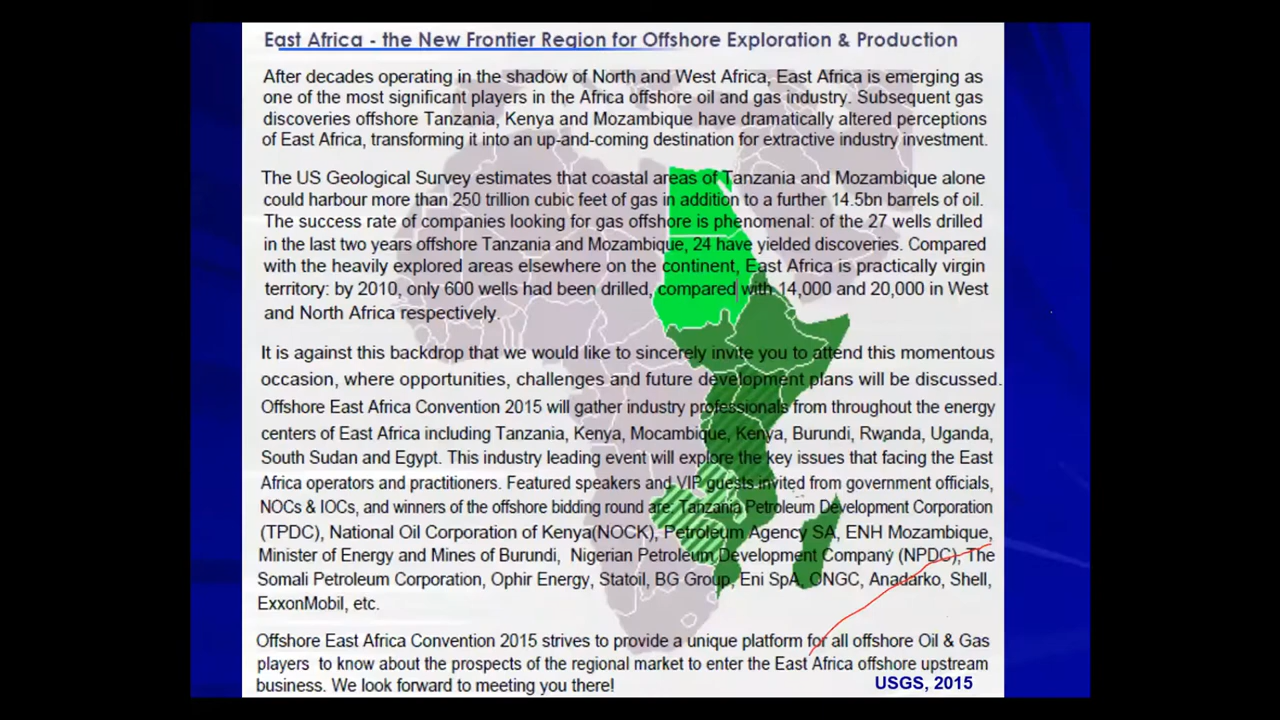 East Africa - the New Frontier Region for Offshore Exploration & Production
After decades operating in the shadow of North and West Africa, East Africa is emerging as
one of the most significant players in the Africa offshore oil and gas industry. Subsequent gas
discoveries offshore Tanzania, Kenya and Mozambique have dramatically altered perceptions
of East Africa, transforming it into an up-and-coming destination for extractive industry investment.
The US Geological Survey estimates that coastal areas of Tanzania and Mozambique alone
could harbour more than 250 trillion cubic feet of gas in addition to a further 14.5bn barrels of oil.
The success rate of companies looking for gas offshore is phenomenal: of the 27 wells drilled
in the last two years offshore Tanzania and Mozambique, 24 have yielded discoveries. Compared
with the heavily explored areas elsewhere on the continent, East Africa is practically virgin
territory: by 2010, only 600 wells had been drilled, compared with 14,000 and 20,000 in West
and North Africa respectively.
It is against this backdrop that we would like to sincerely invite you to attend this momentous
occasion, where opportunities, challenges and future development plans will be discussed.
Offshore East Africa Convention 2015 will gather industry professionals from throughout the energy
centers of East Africa including Tanzania, Kenya, Mocambique, Kenya, Burundi, Rwanda, Uganda,
South Sudan and Egypt. This industry leading event will explore the key issues that facing the East
Africa operators and practitioners. Featured speakers and VIP guests invited from government officials,
NOCs & IOCs, and winners of the offshore bidding round are: Tanzania Petroleum Development Corporation
(TPDC), National Oil Corporation of Kenya(NOCK), Petroleum Agency SA, ENH Mozambique,
Minister of Energy and Mines of Burundi, Nigerian Petroleum Development Company (NPDC), The
Somali Petroleum Corporation, Ophir Energy, Statoil, BG Group, Eni SpA, ONGC, Anadarko, Shell,
ExxonMobil, etc.
Offshore East Africa Convention 2015 strives to provide a unique platform for all offshore Oil & Gas
players to know about the prospects of the regional market to enter the East Africa offshore upstream
business. We look forward to meeting you there!
USGS, 2015